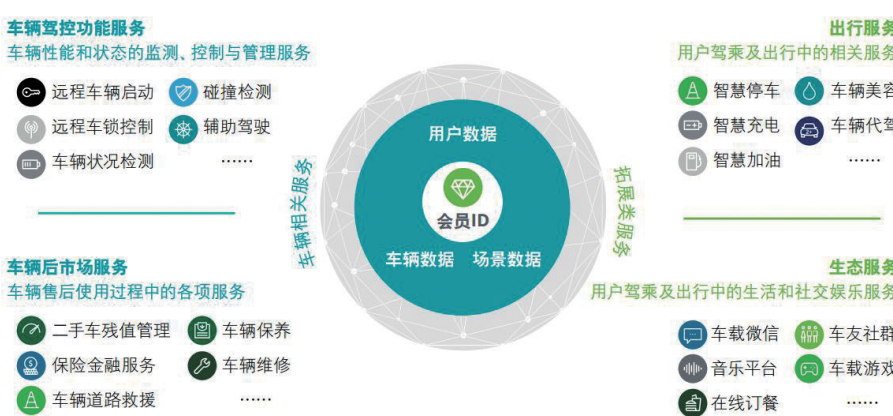 车辆驾控功能服务
车辆性能和状态的监测、控制与管理服务
远程车辆启动 碰撞检测
远程车锁控制 辅助驾驶
车辆状况检测 ……
车辆后市场服务
车辆售后使用过程中的各项服务
二手车残值管理 车辆保养
保险金融服务 车辆维修
车辆道路救援 ……
车辆相关服务
用户数据
会员ID
车辆数据 场景数据
拓展类服务
出行服务
用户驾乘及出行中的相关服务
智慧停车 车辆美容
智慧充电 车辆代驾
智慧加油 ……
生态服务
用户驾乘及出行中的生活和社交娱乐服务
车载微信 车友社群
音乐平台 车载游戏
在线订餐 ……